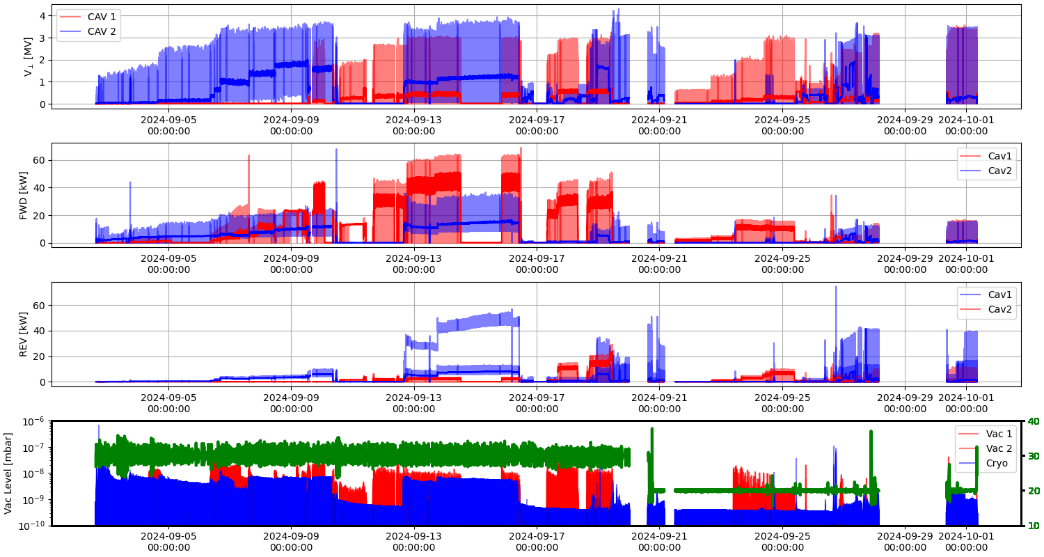 4
3
2
1
0
V⊥ [MV]
CAV 1
CAV 2
2024-09-05 2024-09-09 2024-09-13 2024-09-17 2024-09-21 2024-09-25 2024-09-29 2024-10-01
00:00:00 00:00:00 00:00:00 00:00:00 00:00:00 00:00:00 00:00:00 00:00:00
60
40
20
0
FWD [kW]
Cav1
Cav2
2024-09-05 2024-09-09 2024-09-13 2024-09-17 2024-09-21 2024-09-25 2024-09-29 2024-10-01
00:00:00 00:00:00 00:00:00 00:00:00 00:00:00 00:00:00 00:00:00 00:00:00
60
40
20
0
REV [kW]
Cav1
Cav2
2024-09-05 2024-09-09 2024-09-13 2024-09-17 2024-09-21 2024-09-25 2024-09-29 2024-10-01
00:00:00 00:00:00 00:00:00 00:00:00 00:00:00 00:00:00 00:00:00 00:00:00
10⁻⁶
10⁻⁷
10⁻⁸
10⁻⁹
10⁻¹⁰
Vac Level [mbar]
Vac 1
Vac 2
Cryo
40
30
20
10
2024-09-05 2024-09-09 2024-09-13 2024-09-17 2024-09-21 2024-09-25 2024-09-29 2024-10-01
00:00:00 00:00:00 00:00:00 00:00:00 00:00:00 00:00:00 00:00:00 00:00:00